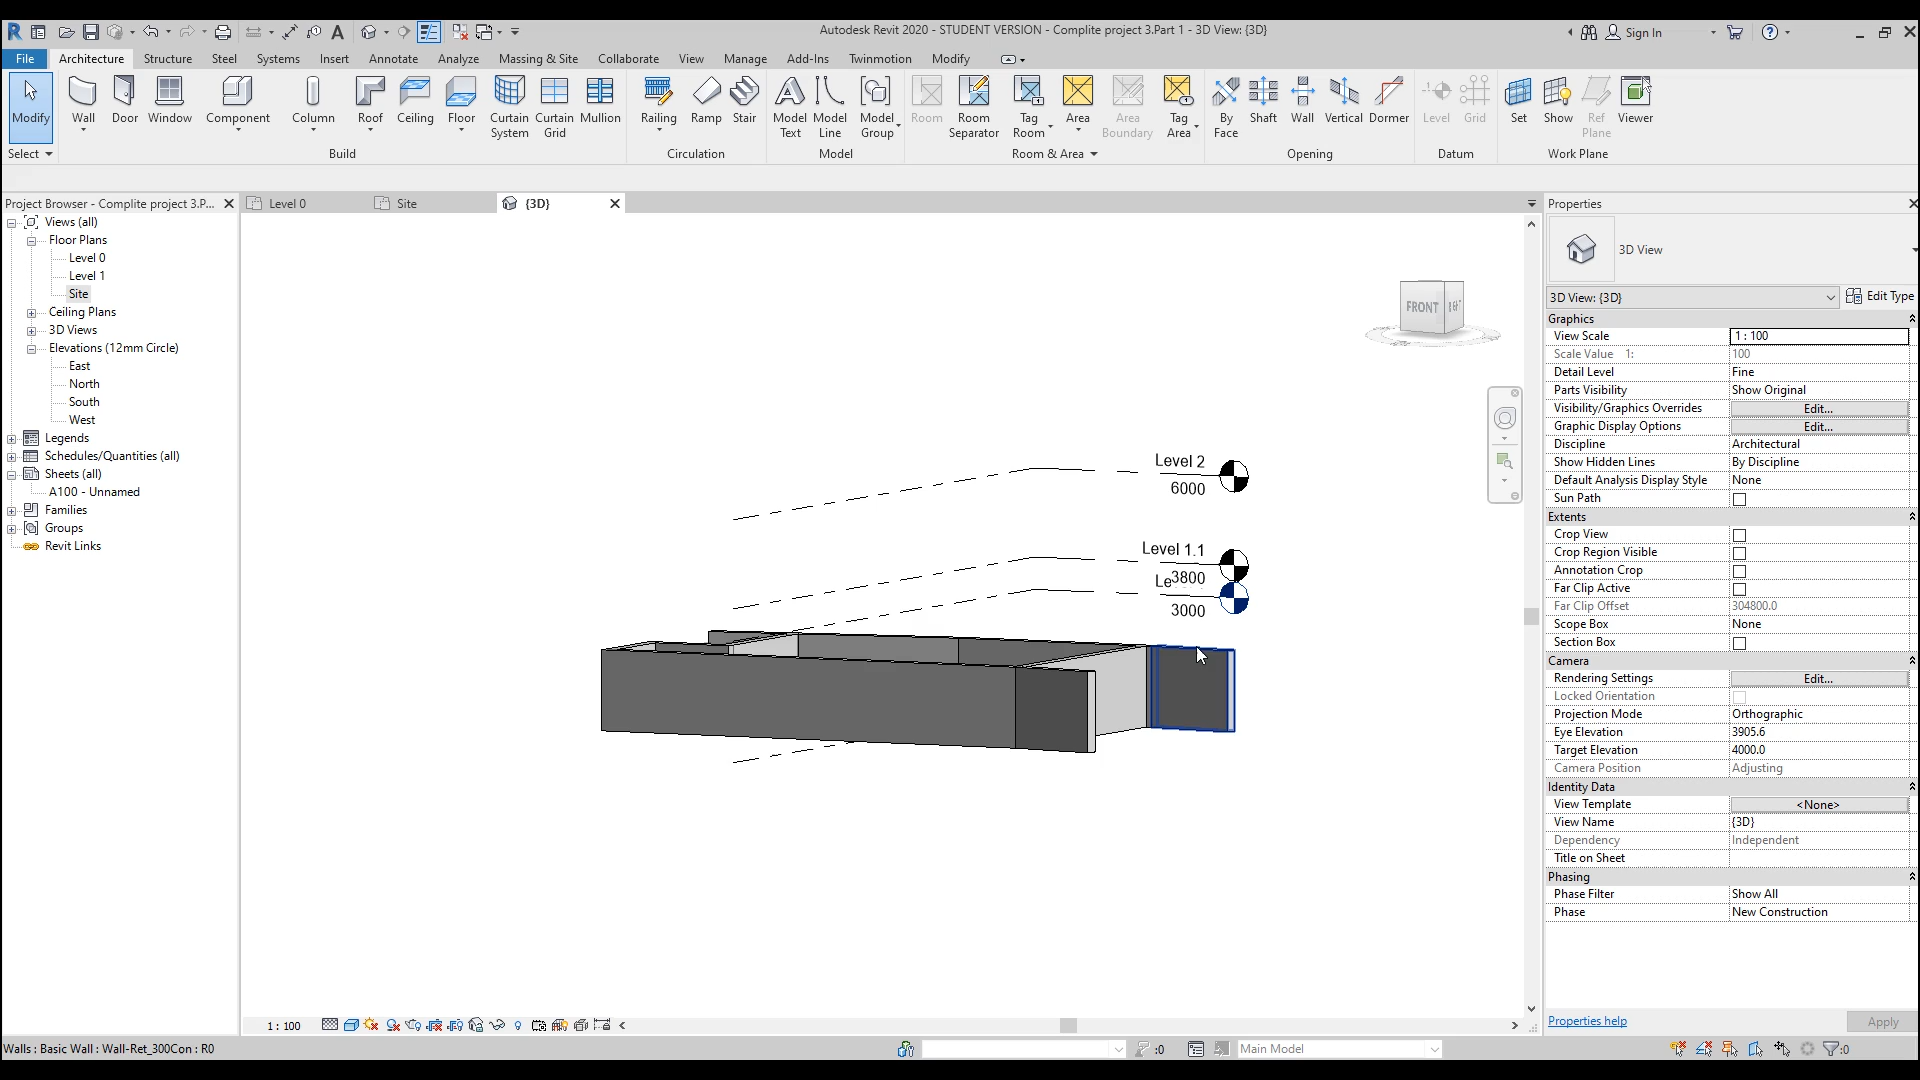 Autodesk Revit 2020 - STUDENT VERSION - Complite project 3.Part 1 - 3D View: {3D}
Sign In
File Architecture Structure Steel Systems Insert Annotate Analyze Massing & Site Collaborate View Manage Add-Ins Twinmotion Modify
Modify Wall Door Window Component Column Roof Ceiling Floor Curtain System Curtain Grid Mullion Railing Ramp Stair Model Text Model Line Model Group Room Room Separator Tag Room Area Area Boundary Tag Area By Face Shaft Wall Vertical Dormer Level Grid Set Show Ref Plane Viewer
Select Build Circulation Model Room & Area Opening Datum Work Plane
Project Browser - Complite project 3.P...
Views (all)
Floor Plans
Level 0
Level 1
Site
Ceiling Plans
3D Views
Elevations (12mm Circle)
East
North
South
West
Legends
Schedules/Quantities (all)
Sheets (all)
A100 - Unnamed
Families
Groups
Revit Links
Level 0 Site {3D}
FRONT
Level 2
6000
Level 1.1
3800
Le
3000
Properties
3D View
3D View: {3D} Edit Type
Graphics
View Scale 1 : 100
Scale Value 1: 100
Detail Level Fine
Parts Visibility Show Original
Visibility/Graphics Overrides Edit...
Graphic Display Options Edit...
Discipline Architectural
Show Hidden Lines By Discipline
Default Analysis Display Style None
Sun Path
Extents
Crop View
Crop Region Visible
Annotation Crop
Far Clip Active
Far Clip Offset 304800.0
Scope Box None
Section Box
Camera
Rendering Settings Edit...
Locked Orientation
Projection Mode Orthographic
Eye Elevation 3905.6
Target Elevation 4000.0
Camera Position Adjusting
Identity Data
View Template <None>
View Name {3D}
Dependency Independent
Title on Sheet
Phasing
Phase Filter Show All
Phase New Construction
Properties help Apply
1 : 100
Walls : Basic Wall : Wall-Ret_300Con : R0
:0
Main Model
:0